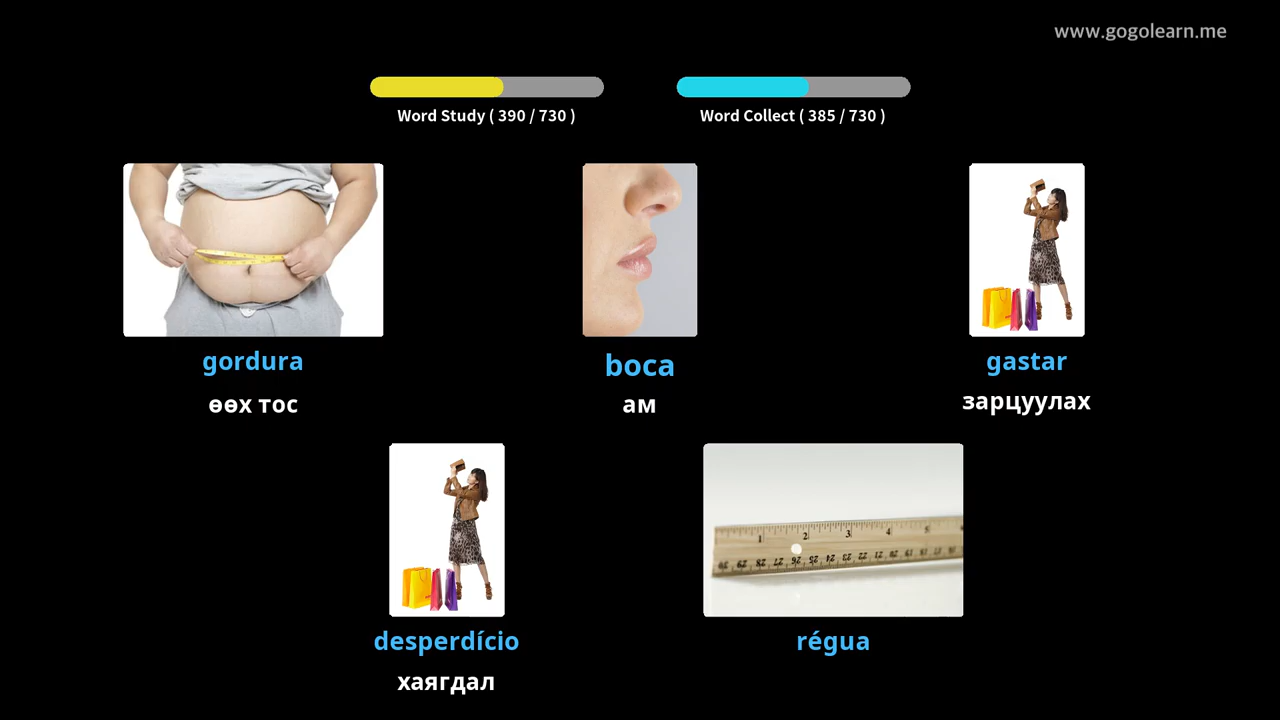 www.gogolearn.me
Word Study ( 390 / 730 )
Word Collect ( 385 / 730 )
gordura
өөх тос
boca
ам
gastar
зарцуулах
desperdício
хаягдал
régua